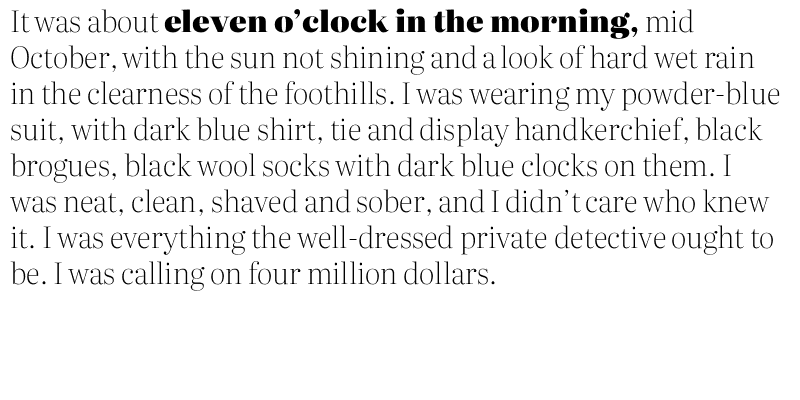 It was about eleven o’clock in the morning, mid
October, with the sun not shining and a look of hard wet rain
in the clearness of the foothills. I was wearing my powder-blue
suit, with dark blue shirt, tie and display handkerchief, black
brogues, black wool socks with dark blue clocks on them. I
was neat, clean, shaved and sober, and I didn’t care who knew
it. I was everything the well-dressed private detective ought to
be. I was calling on four million dollars.